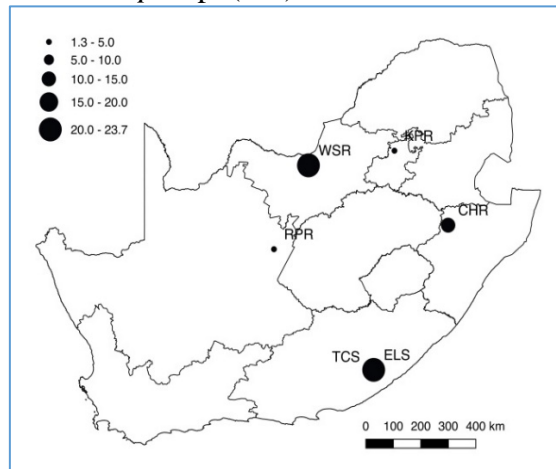 1.3 - 5.0
5.0 - 10.0
10.0 - 15.0
15.0 - 20.0
20.0 - 23.7
KPR
WSR
CHR
RPR
TCS ELS
0 100 200 300 400 km